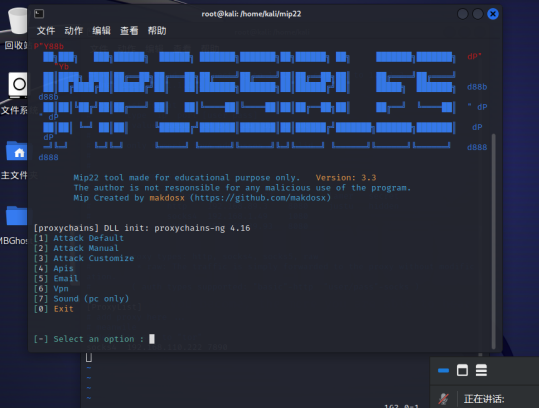 root@kali: /home/kali/mip22
文件 动作 编辑 查看 帮助
P"Y88b
dP"
"Y8
d88b
d88b
" dP
" dP
dP
dP
d888
d888
回收站
文件系
主文件
MBGhos
Mip22 tool made for educational purpose only. Version: 3.3
The author is not responsible for any malicious use of the program.
Mip Created by makdosx (https://github.com/makdosx)
[proxychains] DLL init: proxychains-ng 4.16
[1] Attack Default
[2] Attack Manual
[3] Attack Customize
[4] Apis
[5] Email
[6] Vpn
[7] Sound (pc only)
[0] Exit
[~] Select an option :
正在讲话: